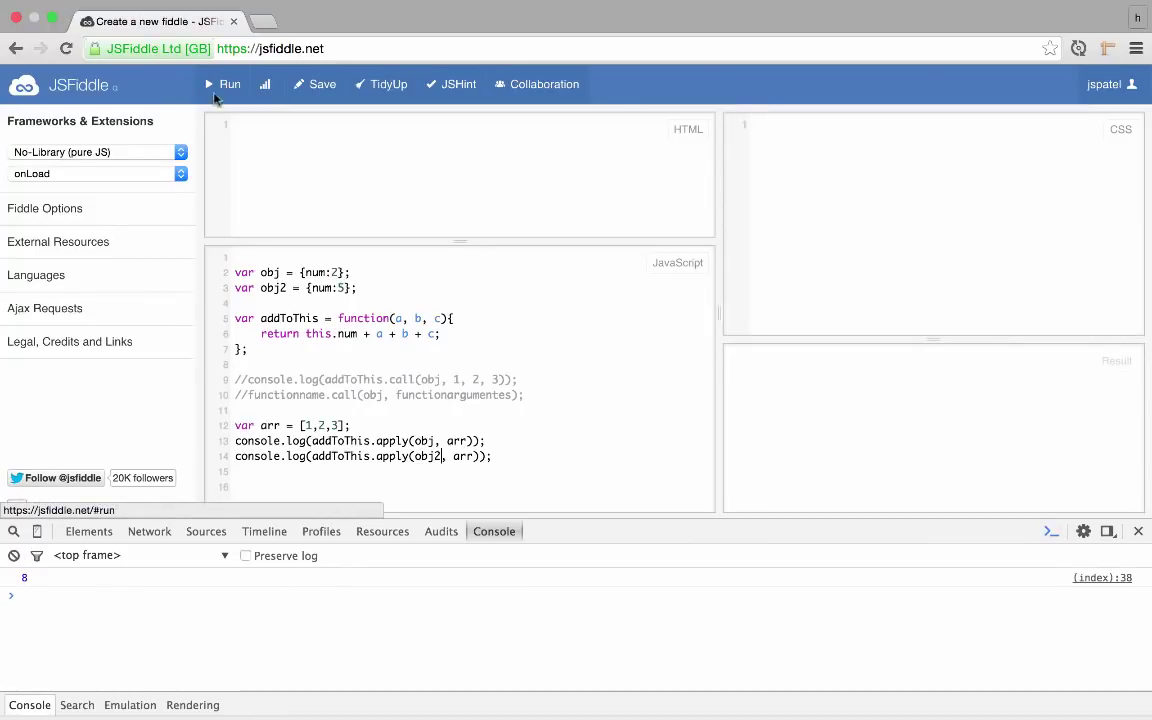 Create a new fiddle - JSFi
h
JSFiddle Ltd [GB] https://jsfiddle.net
JSFiddle
Run
Save
TidyUp
JSHint
Collaboration
jspatel
Frameworks & Extensions
No-Library (pure JS)
onLoad
Fiddle Options
External Resources
Languages
Ajax Requests
Legal, Credits and Links
Follow @jsfiddle
20K followers
https://jsfiddle.net/#run
1
HTML
1
CSS
JavaScript
1
2 var obj = {num:2};
3 var obj2 = {num:5};
4
5 var addToThis = function(a, b, c){
6 return this.num + a + b + c;
7 };
8
9 //console.log(addToThis.call(obj, 1, 2, 3));
10 //functionname.call(obj, functionargumentes);
11
12 var arr = [1,2,3];
13 console.log(addToThis.apply(obj, arr));
14 console.log(addToThis.apply(obj2, arr));
15
16
Result
Elements Network Sources Timeline Profiles Resources Audits Console
<top frame> Preserve log
8 (index):38
Console Search Emulation Rendering